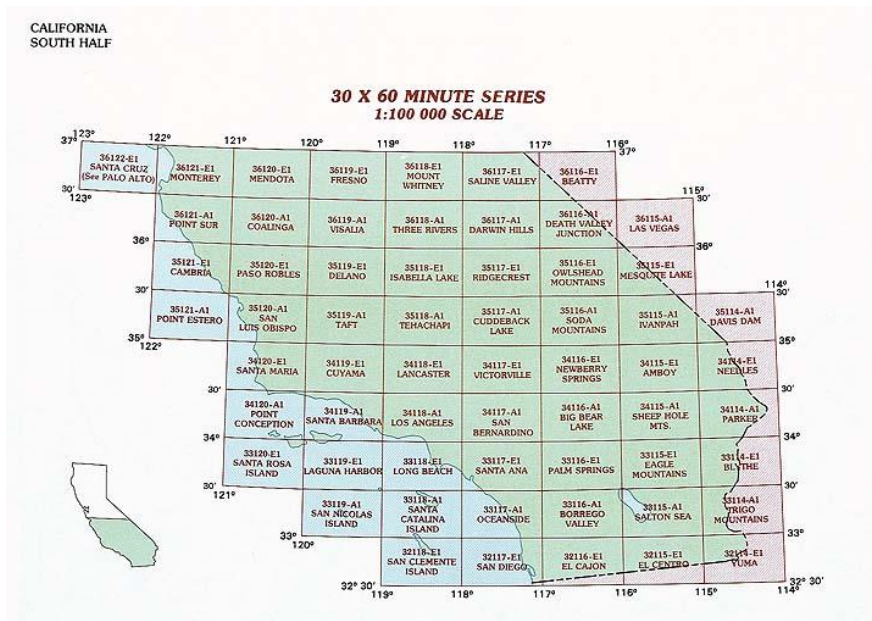 CALIFORNIA
SOUTH HALF
30 X 60 MINUTE SERIES
1:100 000 SCALE
37° 123° 122° 121° 120° 119° 118° 117° 116°
37°
36122-E1
SANTA CRUZ
(See PALO ALTO)
36121-E1
MONTEREY
36120-E1
MENDOTA
36119-E1
FRESNO
36118-E1
MOUNT
WHITNEY
36117-E1
SALINE VALLEY
36116-E1
BEATTY
30'
123°
115°
30'
36121-A1
POINT SUR
36120-A1
COALINGA
36119-A1
VISALIA
36118-A1
THREE RIVERS
36117-A1
DARWIN HILLS
36116-A1
DEATH VALLEY
JUNCTION
36115-A1
LAS VEGAS
36°
36°
35121-E1
CAMBRIA
35120-E1
PASO ROBLES
35119-E1
DELANO
35118-E1
ISABELLA LAKE
35117-E1
RIDGECREST
35116-E1
OWLSHEAD
MOUNTAINS
35115-E1
MESQUITE LAKE
30'
114°
30'
35121-A1
POINT ESTERO
35120-A1
SAN
LUIS OBISPO
35119-A1
TAFT
35118-A1
TEHACHAPI
35117-A1
CUDDEBACK
LAKE
35116-A1
SODA
MOUNTAINS
35115-A1
IVANPAH
35114-A1
DAVIS DAM
35°
122°
35°
34120-E1
SANTA MARIA
34119-E1
CUYAMA
34118-E1
LANCASTER
34117-E1
VICTORVILLE
34116-E1
NEWBERRY
SPRINGS
34115-E1
AMBOY
34114-E1
NEEDLES
30'
30'
34120-A1
POINT
CONCEPTION
34119-A1
SANTA BARBARA
34118-A1
LOS ANGELES
34117-A1
SAN
BERNARDINO
34116-A1
BIG BEAR
LAKE
34115-A1
SHEEP HOLE
MTS.
34114-A1
PARKER
34°
34°
33120-E1
SANTA ROSA
ISLAND
33119-E1
LAGUNA HARBOR
33118-E1
LONG BEACH
33117-E1
SANTA ANA
33116-E1
PALM SPRINGS
33115-E1
EAGLE
MOUNTAINS
33114-E1
BLYTHE
30'
121°
30'
33119-A1
SAN NICOLAS
ISLAND
33118-A1
SANTA
CATALINA
ISLAND
33117-A1
OCEANSIDE
33116-A1
BORREGO
VALLEY
33115-A1
SALTON SEA
33114-A1
TRIGO
MOUNTAINS
33°
120°
33°
32118-E1
SAN CLEMENTE
ISLAND
32117-E1
SAN DIEGO
32116-E1
EL CAJON
32115-E1
EL CENTRO
32114-E1
YUMA
32° 30'
32° 30'
119° 118° 117° 116° 115° 114°